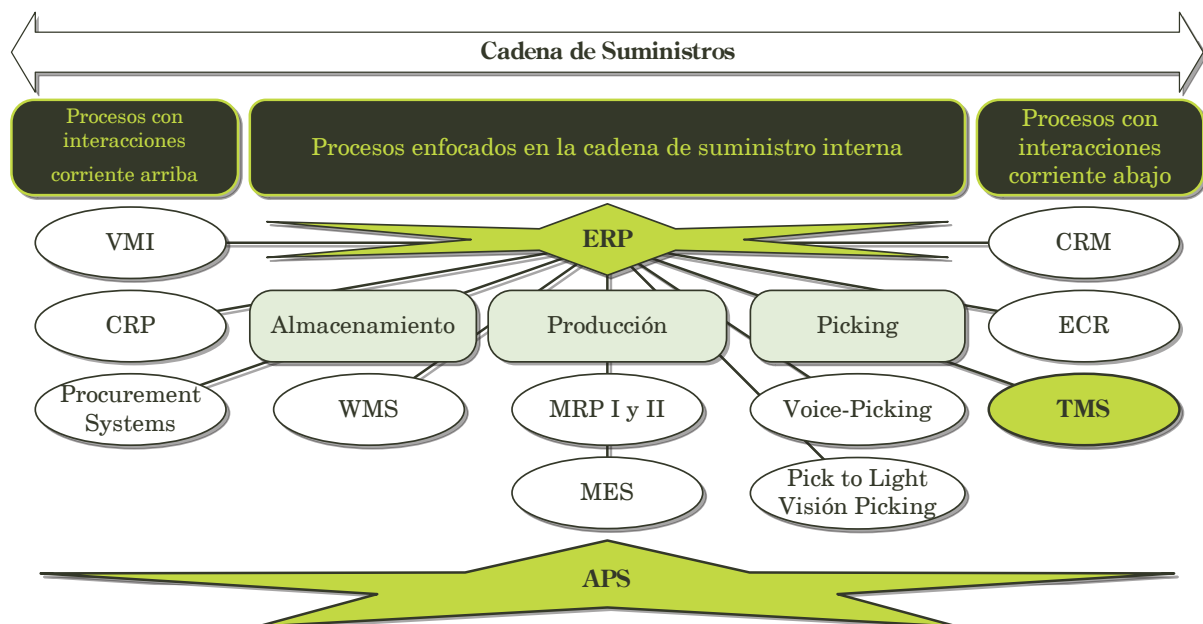 Cadena de Suministros
Procesos con
interacciones
corriente arriba
Procesos enfocados en la cadena de suministro interna
Procesos con
interacciones
corriente abajo
VMI
ERP
CRM
CRP
Almacenamiento
Producción
Picking
ECR
Procurement
Systems
WMS
MRP I y II
Voice-Picking
TMS
MES
Pick to Light
Visión Picking
APS